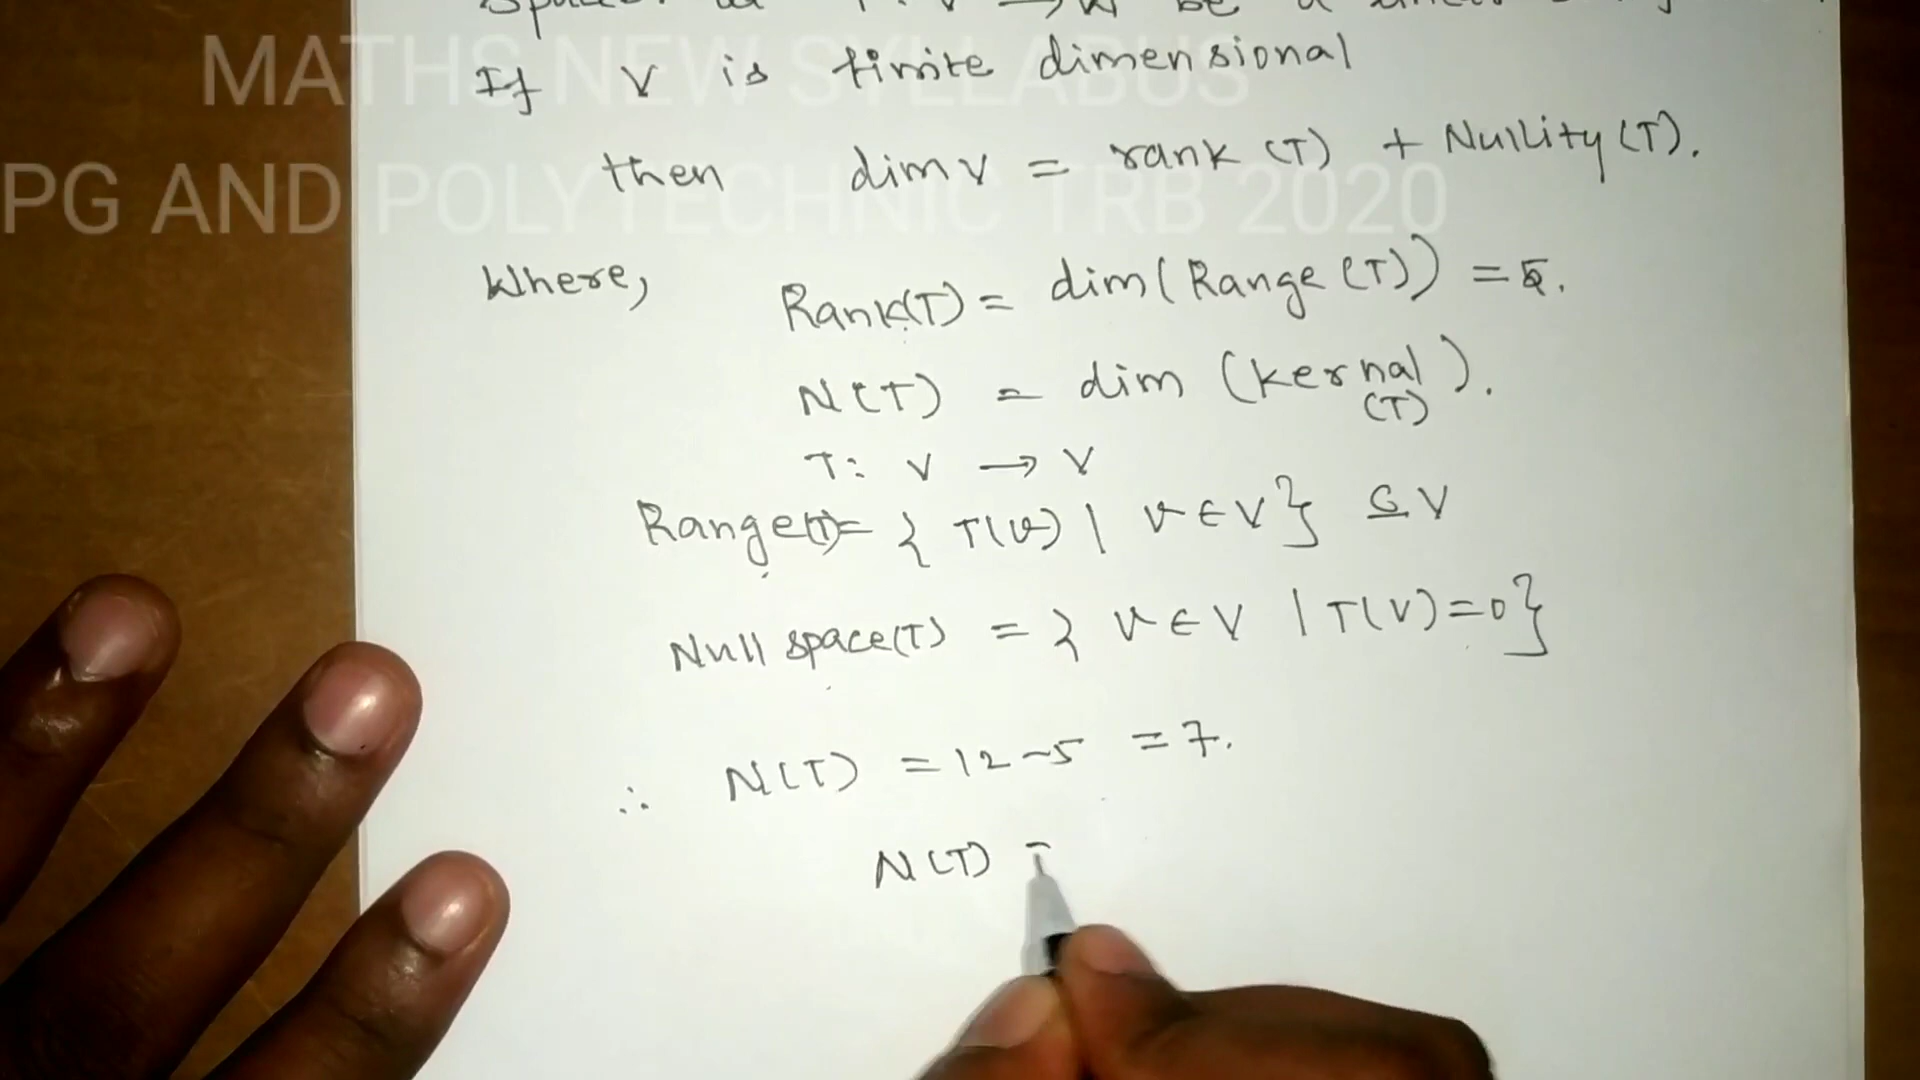 be a
MATHS NEW SYLLABUS
If V is finite dimensional
then dim V = rank (T) + Nullity (T).
PG AND POLYTECHNIC TRB 2020
Where,
Rank(T) = dim (Range (T)) = 5.
N(T) = dim (kernal (T)).
T: V → V
Range(T) = { T(v) | v ∈ V } ⊆ V
Null space(T) = { v ∈ V | T(V) = 0 }
∴ N(T) = 12 - 5 = 7.
N(T) =